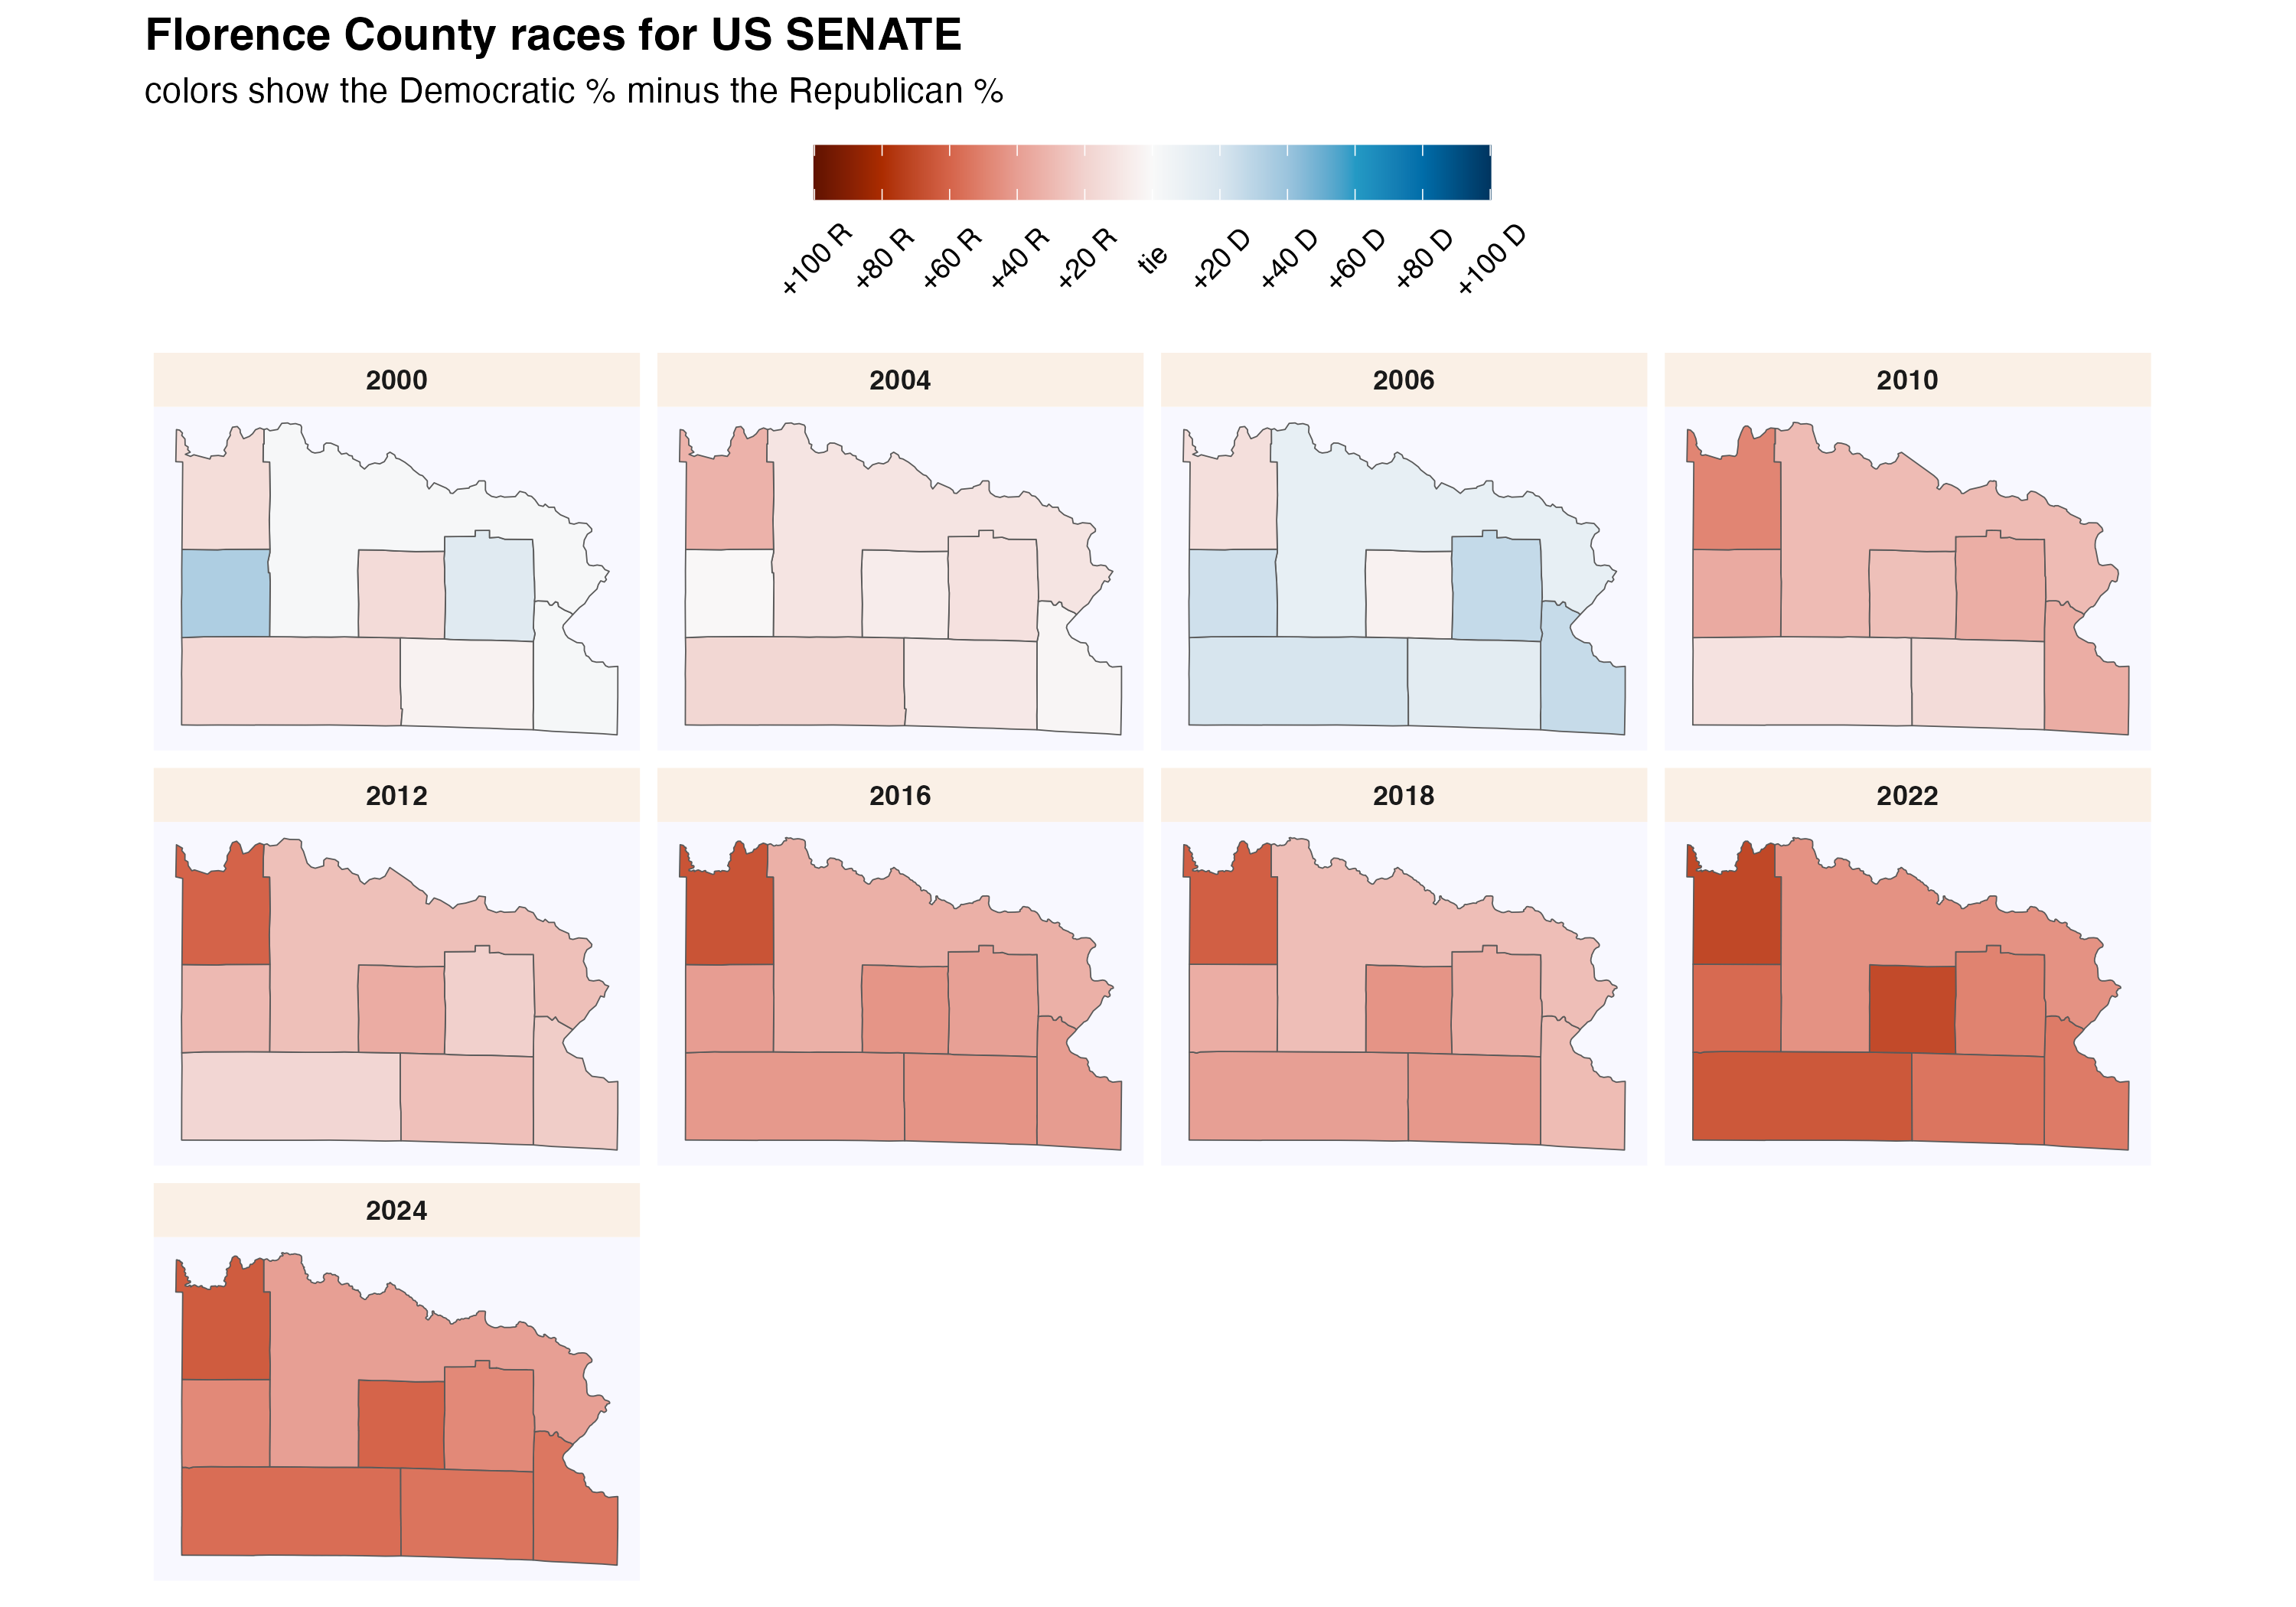 Florence County races for US SENATE
colors show the Democratic % minus the Republican %
+100 R
+80 R
+60 R
+40 R
+20 R
tie
+20 D
+40 D
+60 D
+80 D
+100 D
2000
2004
2006
2010
2012
2016
2018
2022
2024